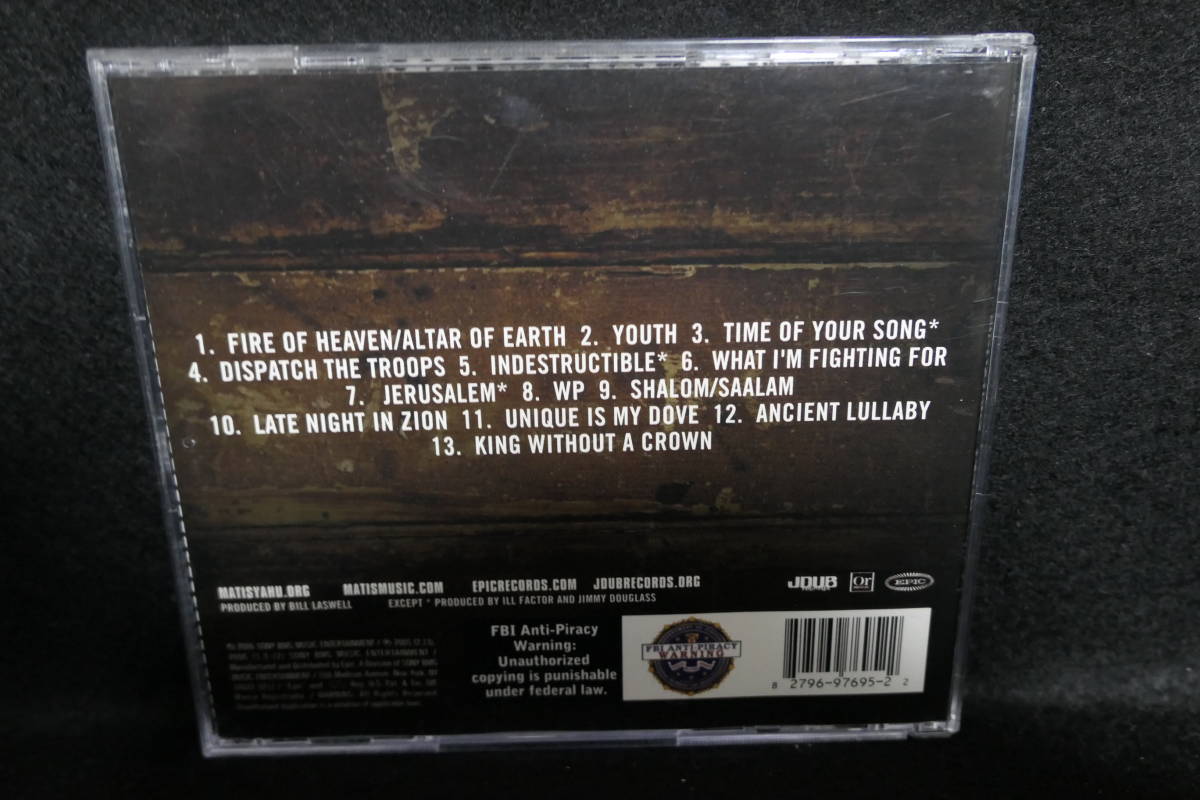 1. FIRE OF HEAVEN/ALTAR OF EARTH 2. YOUTH 3. TIME OF YOUR SONG*
4. DISPATCH THE TROOPS 5. INDESTRUCTIBLE* 6. WHAT I'M FIGHTING FOR
7. JERUSALEM* 8. WP 9. SHALOM/SAALAM
10. LATE NIGHT IN ZION 11. UNIQUE IS MY DOVE 12. ANCIENT LULLABY
13. KING WITHOUT A CROWN
MATISYAHU.ORG MATISMUSIC.COM EPICRECORDS.COM JDUBRECORDS.ORG
PRODUCED BY BILL LASWELL EXCEPT * PRODUCED BY ILL FACTOR AND JIMMY DOUGLASS
JDUB
Or
EPIC
FBI Anti-Piracy
Warning:
Unauthorized
copying is punishable
under federal law.
FBI ANTI-PIRACY
WARNING
8 2796-97695-2 2